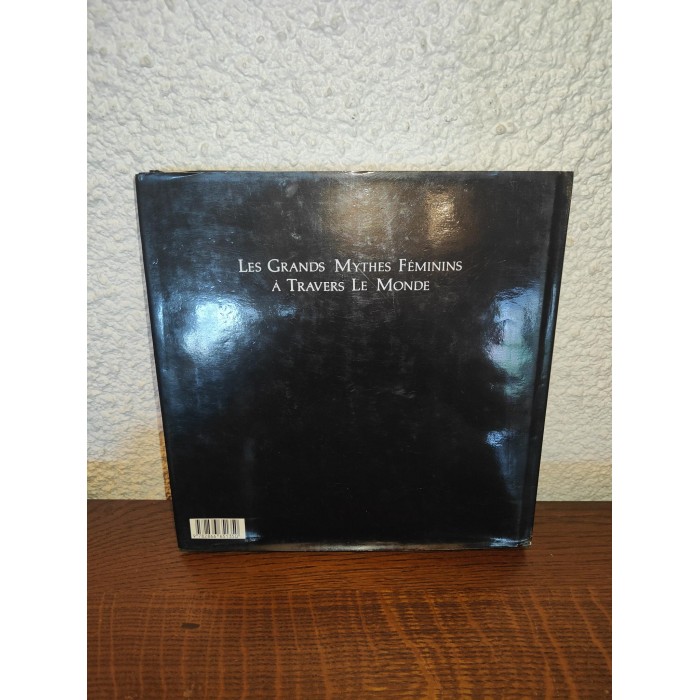 Les Grands Mythes Féminins
à Travers Le Monde